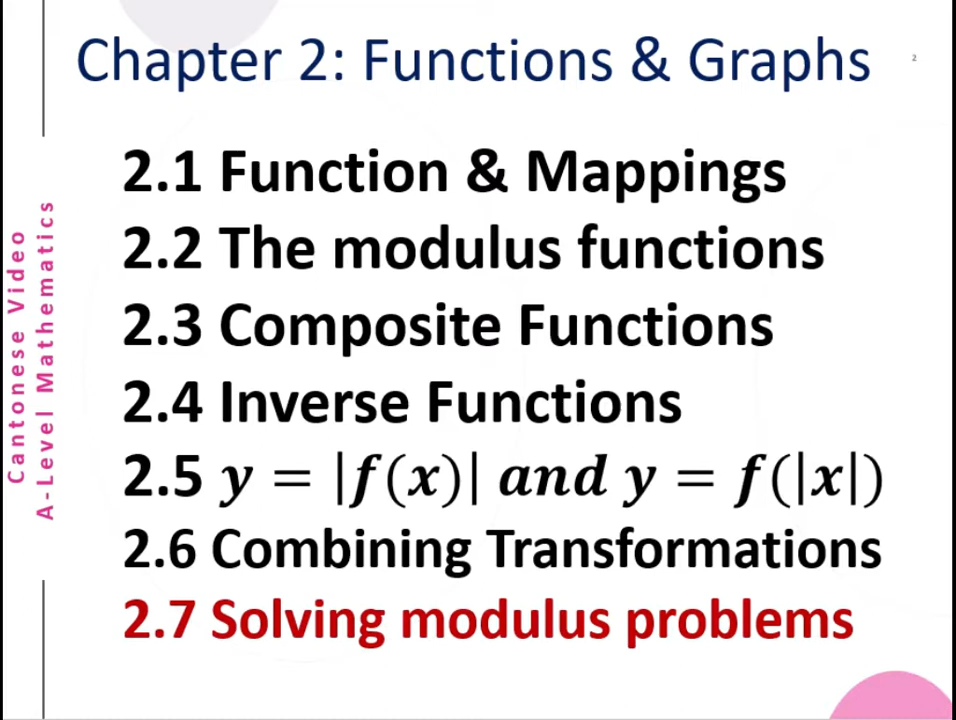 Chapter 2: Functions & Graphs
2
2.1 Function & Mappings
2.2 The modulus functions
2.3 Composite Functions
2.4 Inverse Functions
2.5 y = |f(x)| and y = f(|x|)
2.6 Combining Transformations
2.7 Solving modulus problems
Cantonese Video
A-Level Mathematics